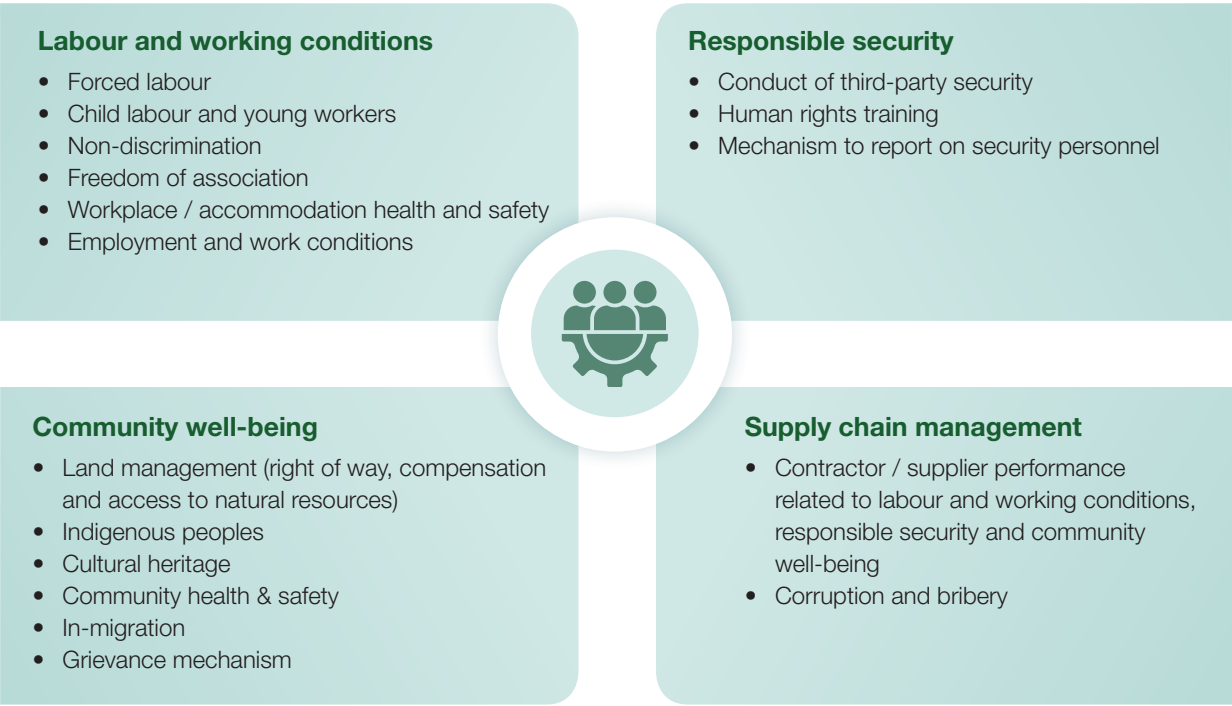 Labour and working conditions
• Forced labour
• Child labour and young workers
• Non-discrimination
• Freedom of association
• Workplace / accommodation health and safety
• Employment and work conditions
Responsible security
• Conduct of third-party security
• Human rights training
• Mechanism to report on security personnel
Community well-being
• Land management (right of way, compensation
and access to natural resources)
• Indigenous peoples
• Cultural heritage
• Community health & safety
• In-migration
• Grievance mechanism
Supply chain management
• Contractor / supplier performance
related to labour and working conditions,
responsible security and community
well-being
• Corruption and bribery